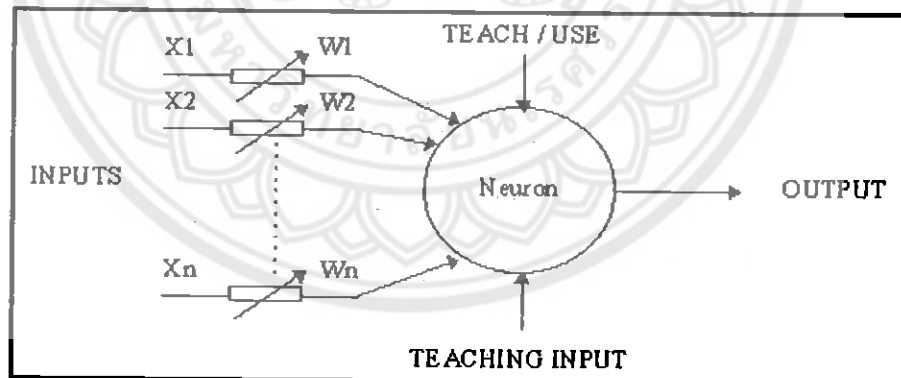 TEACH / USE
X1 W1
X2 W2
INPUTS
Neuron
OUTPUT
Xn Wn
TEACHING INPUT